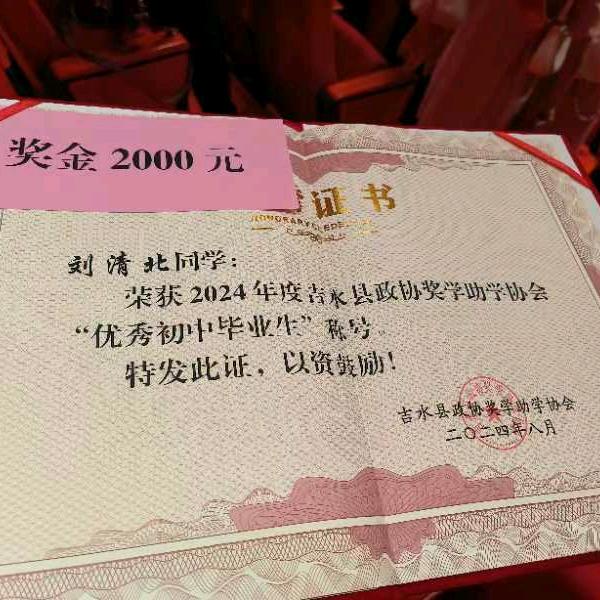 奖金 2000 元
证书
刘清北同学：
荣获2024年度吉水县政协奖学助学协会
“优秀初中毕业生”称号。
特发此证，以资鼓励！
吉水县政协奖学助学协会
二〇二四年八月